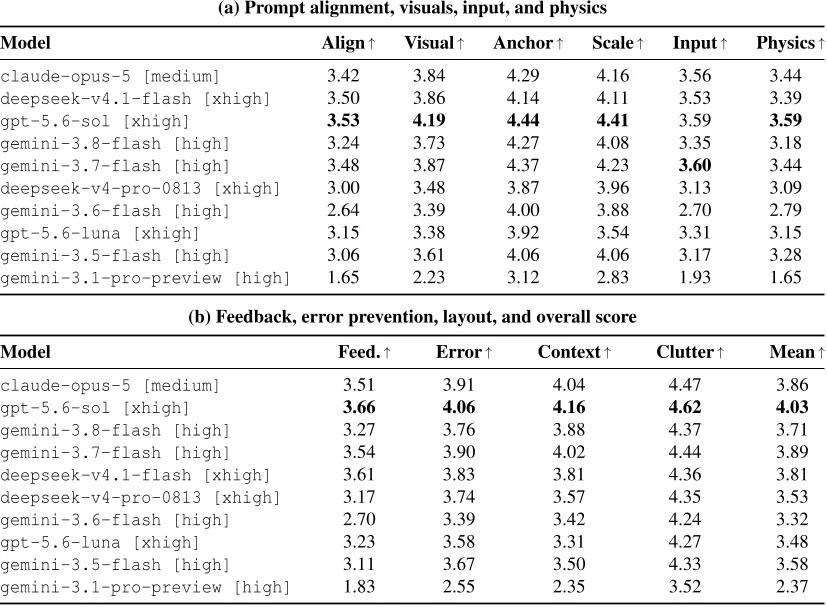 (a) Prompt alignment, visuals, input, and physics
Model Align↑ Visual↑ Anchor↑ Scale↑ Input↑ Physics↑
claude-opus-5 [medium] 3.42 3.84 4.29 4.16 3.56 3.44
deepseek-v4.1-flash [xhigh] 3.50 3.86 4.14 4.11 3.53 3.39
gpt-5.6-sol [xhigh] 3.53 4.19 4.44 4.41 3.59 3.59
gemini-3.8-flash [high] 3.24 3.73 4.27 4.08 3.35 3.18
gemini-3.7-flash [high] 3.48 3.87 4.37 4.23 3.60 3.44
deepseek-v4-pro-0813 [xhigh] 3.00 3.48 3.87 3.96 3.13 3.09
gemini-3.6-flash [high] 2.64 3.39 4.00 3.88 2.70 2.79
gpt-5.6-luna [xhigh] 3.15 3.38 3.92 3.54 3.31 3.15
gemini-3.5-flash [high] 3.06 3.61 4.06 4.06 3.17 3.28
gemini-3.1-pro-preview [high] 1.65 2.23 3.12 2.83 1.93 1.65
(b) Feedback, error prevention, layout, and overall score
Model Feed.↑ Error↑ Context↑ Clutter↑ Mean↑
claude-opus-5 [medium] 3.51 3.91 4.04 4.47 3.86
gpt-5.6-sol [xhigh] 3.66 4.06 4.16 4.62 4.03
gemini-3.8-flash [high] 3.27 3.76 3.88 4.37 3.71
gemini-3.7-flash [high] 3.54 3.90 4.02 4.44 3.89
deepseek-v4.1-flash [xhigh] 3.61 3.83 3.81 4.36 3.81
deepseek-v4-pro-0813 [xhigh] 3.17 3.74 3.57 4.35 3.53
gemini-3.6-flash [high] 2.70 3.39 3.42 4.24 3.32
gpt-5.6-luna [xhigh] 3.23 3.58 3.31 4.27 3.48
gemini-3.5-flash [high] 3.11 3.67 3.50 4.33 3.58
gemini-3.1-pro-preview [high] 1.83 2.55 2.35 3.52 2.37